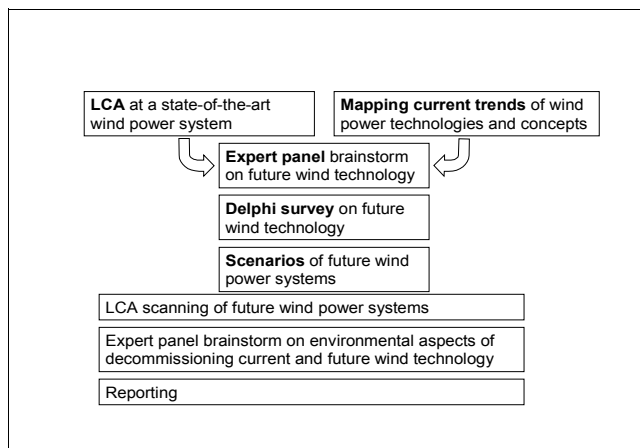 LCA at a state-of-the-art
wind power system
Mapping current trends of wind
power technologies and concepts
Expert panel brainstorm
on future wind technology
Delphi survey on future
wind technology
Scenarios of future wind
power systems
LCA scanning of future wind power systems
Expert panel brainstorm on environmental aspects of
decommissioning current and future wind technology
Reporting